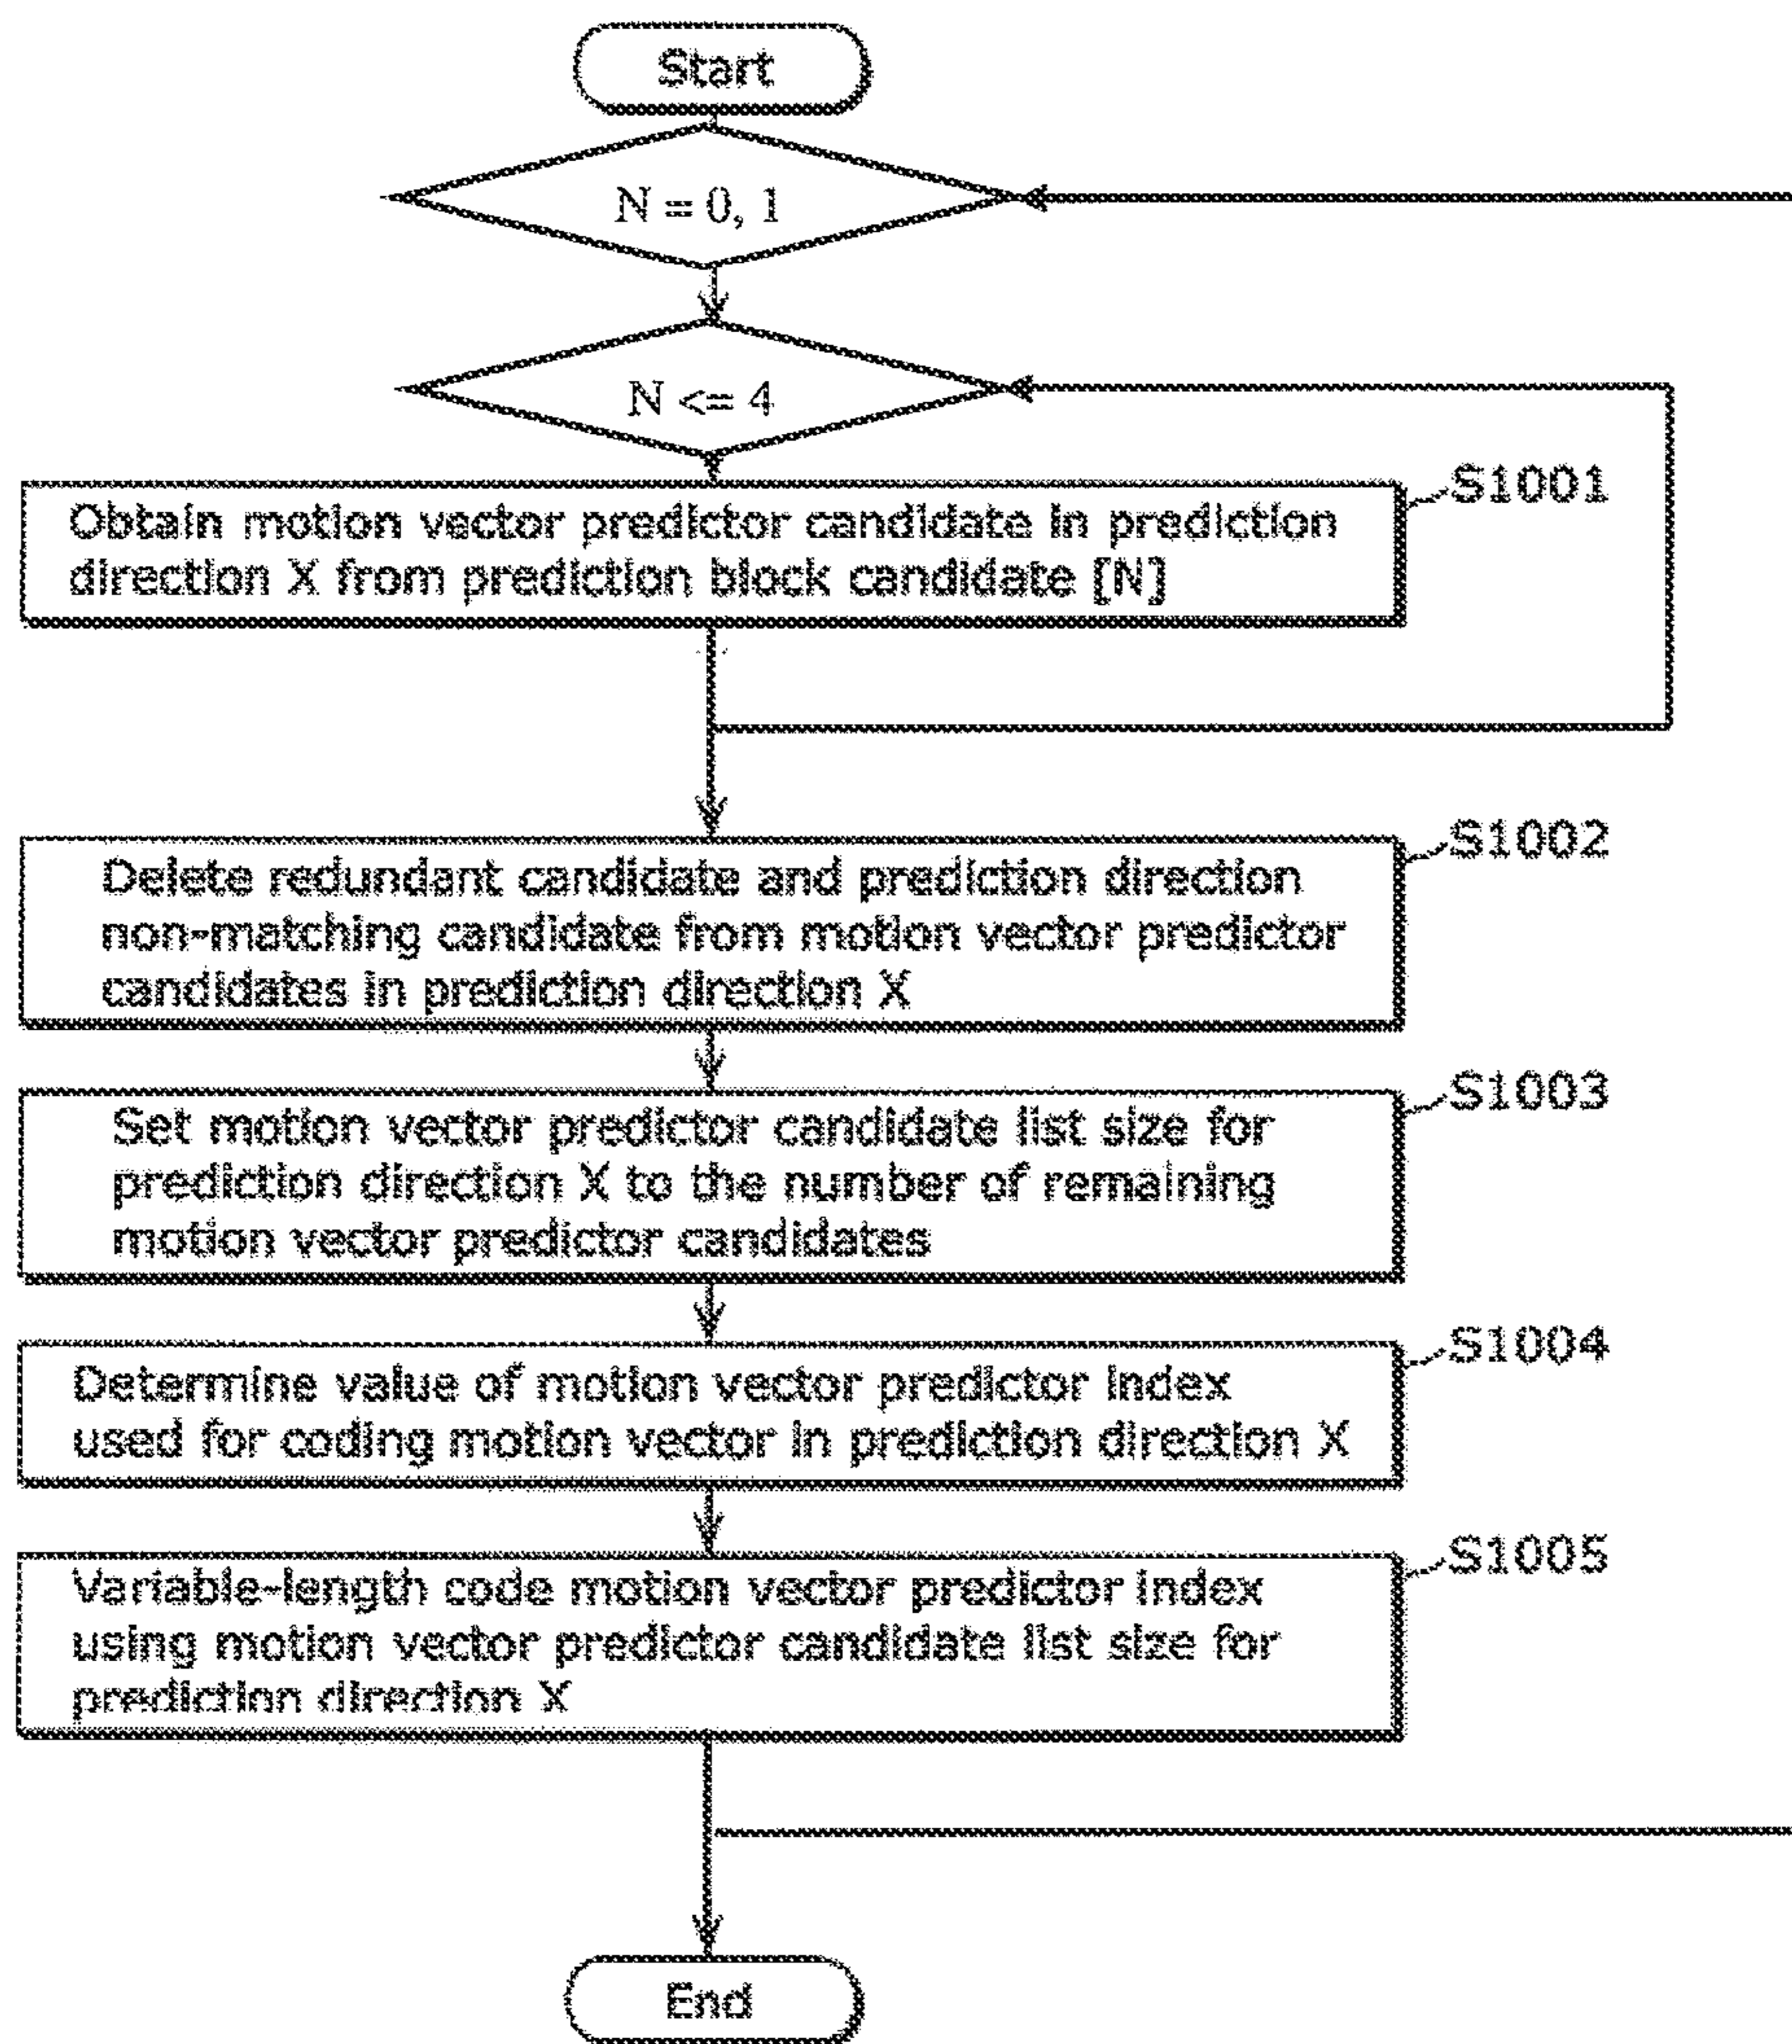 Start
N = 0, 1
N <= 4
S1001
Obtain motion vector predictor candidate in prediction
direction X from prediction block candidate [N]
S1002
Delete redundant candidate and prediction direction
non-matching candidate from motion vector predictor
candidates in prediction direction X
S1003
Set motion vector predictor candidate list size for
prediction direction X to the number of remaining
motion vector predictor candidates
S1004
Determine value of motion vector predictor index
used for coding motion vector in prediction direction X
S1005
Variable-length code motion vector predictor index
using motion vector predictor candidate list size for
prediction direction X
End